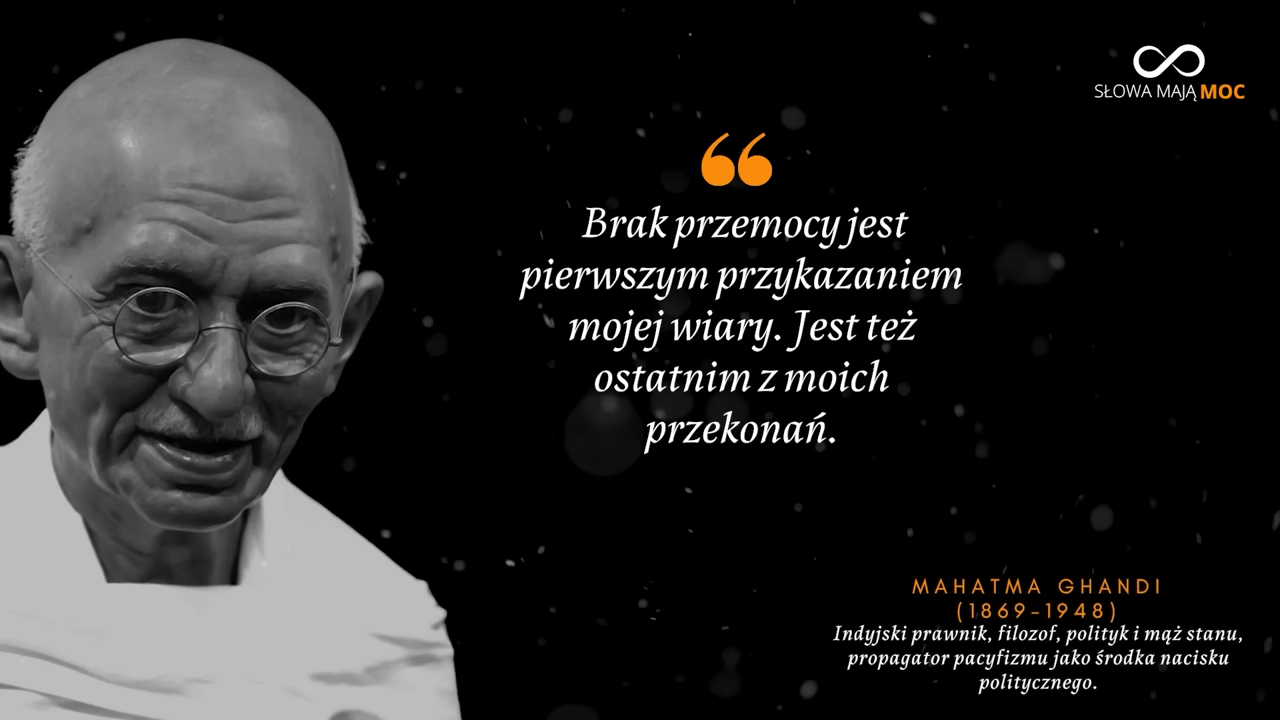 SŁOWA MAJĄ MOC
Brak przemocy jest
pierwszym przykazaniem
mojej wiary. Jest też
ostatnim z moich
przekonań.
MAHATMA GHANDI
(1869-1948)
Indyjski prawnik, filozof, polityk i mąż stanu,
propagator pacyfizmu jako środka nacisku
politycznego.